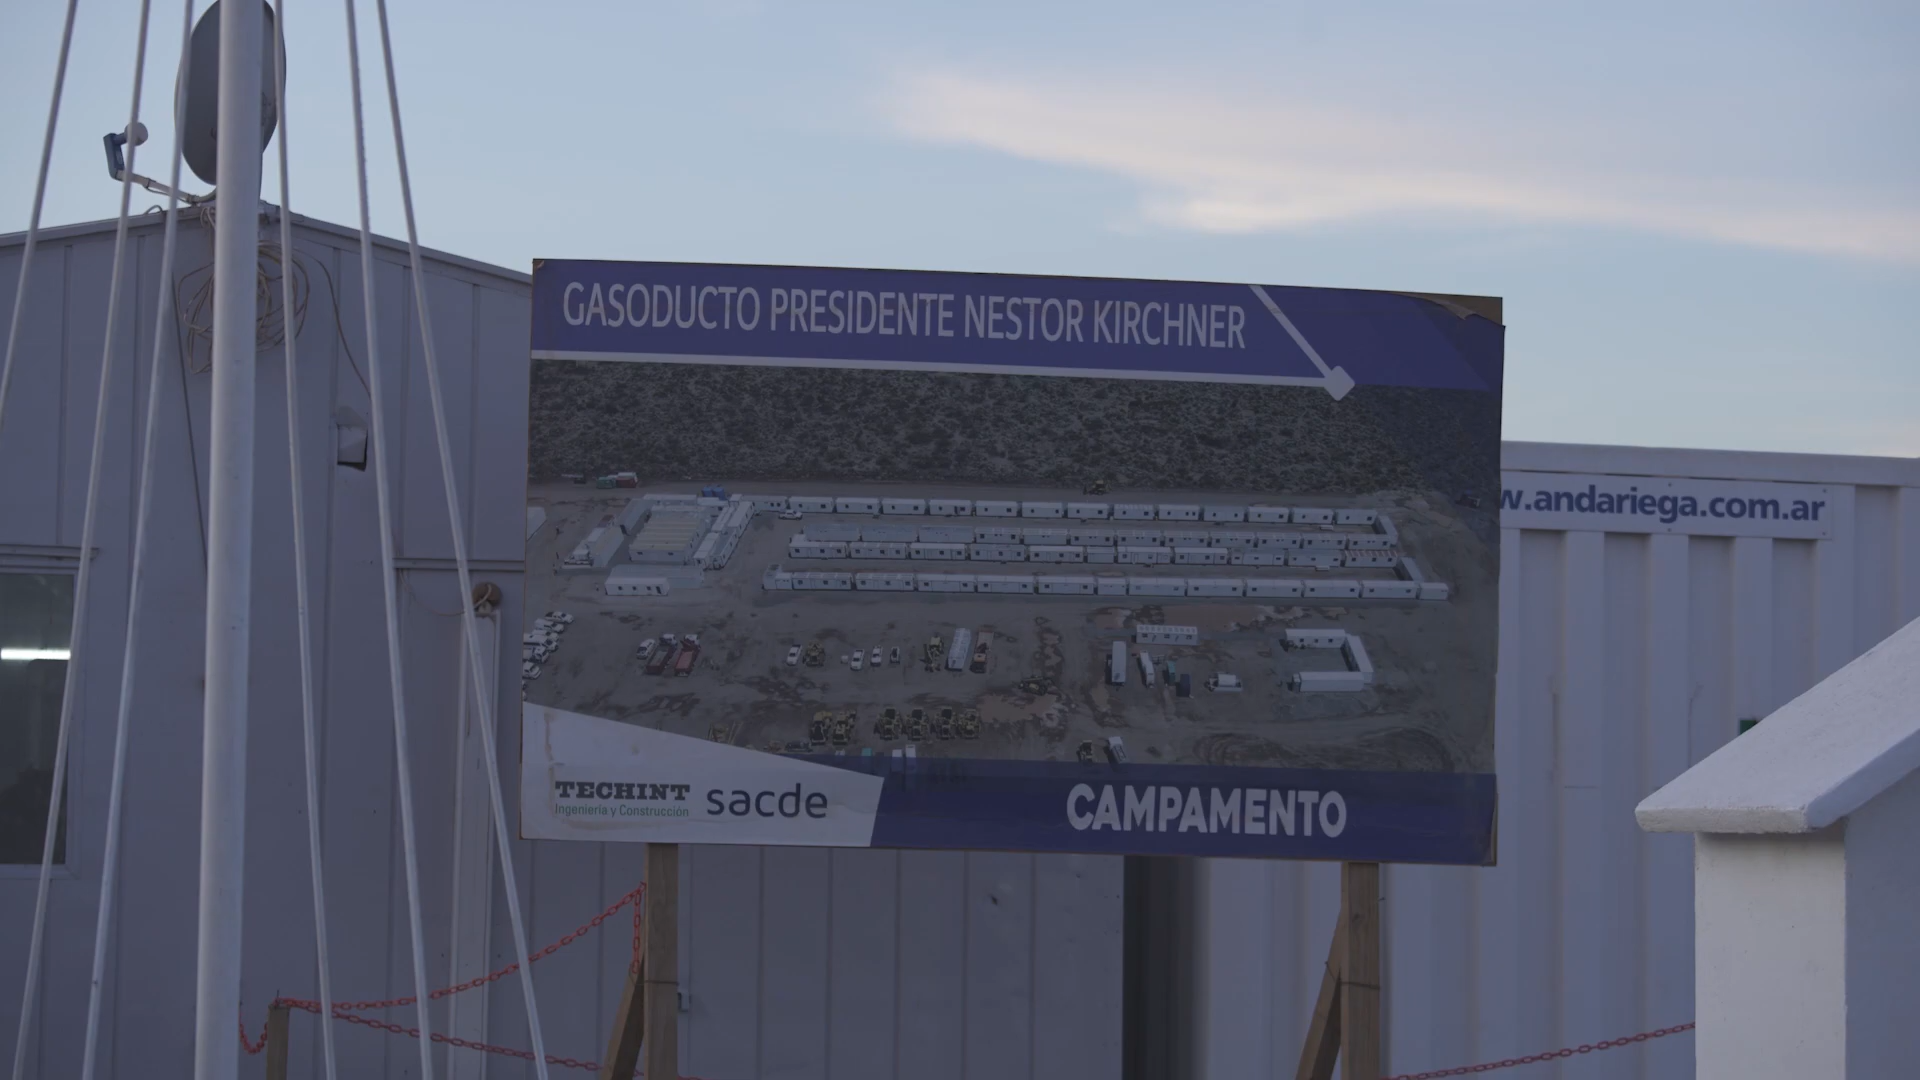 GASODUCTO PRESIDENTE NESTOR KIRCHNER
w.andariega.com.ar
TECHINT
Ingeniería y Construcción
sacde
CAMPAMENTO